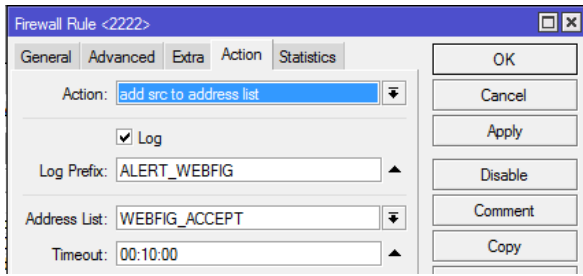 Firewall Rule <2222>
General Advanced Extra Action Statistics
OK
Action: add src to address list
Cancel
Log
Apply
Log Prefix: ALERT_WEBFIG
Disable
Address List: WEBFIG_ACCEPT
Comment
Timeout: 00:10:00
Copy